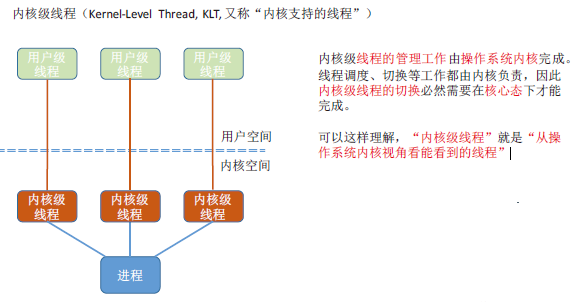 内核级线程（Kernel-Level Thread, KLT, 又称“内核支持的线程”）
用户级
线程
用户级
线程
用户级
线程
内核级线程的管理工作由操作系统内核完成。
线程调度、切换等工作都由内核负责，因此
内核级线程的切换必然需要在核心态下才能
完成。
用户空间
内核空间
可以这样理解，“内核级线程”就是“从操
作系统内核视角看能看到的线程”
内核级
线程
内核级
线程
内核级
线程
进程